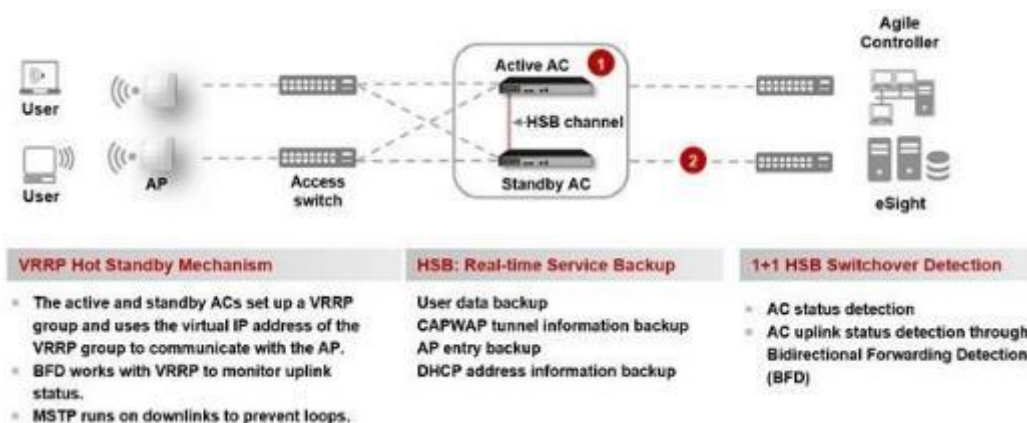 Agile
Controller
Active AC
1
User
HSB channel
2
User
AP
Access
switch
Standby AC
eSight
VRRP Hot Standby Mechanism
The active and standby ACs set up a VRRP
group and uses the virtual IP address of the
VRRP group to communicate with the AP.
BFD works with VRRP to monitor uplink
status.
MSTP runs on downlinks to prevent loops.
HSB: Real-time Service Backup
User data backup
CAPWAP tunnel information backup
AP entry backup
DHCP address information backup
1+1 HSB Switchover Detection
AC status detection
AC uplink status detection through
Bidirectional Forwarding Detection
(BFD)